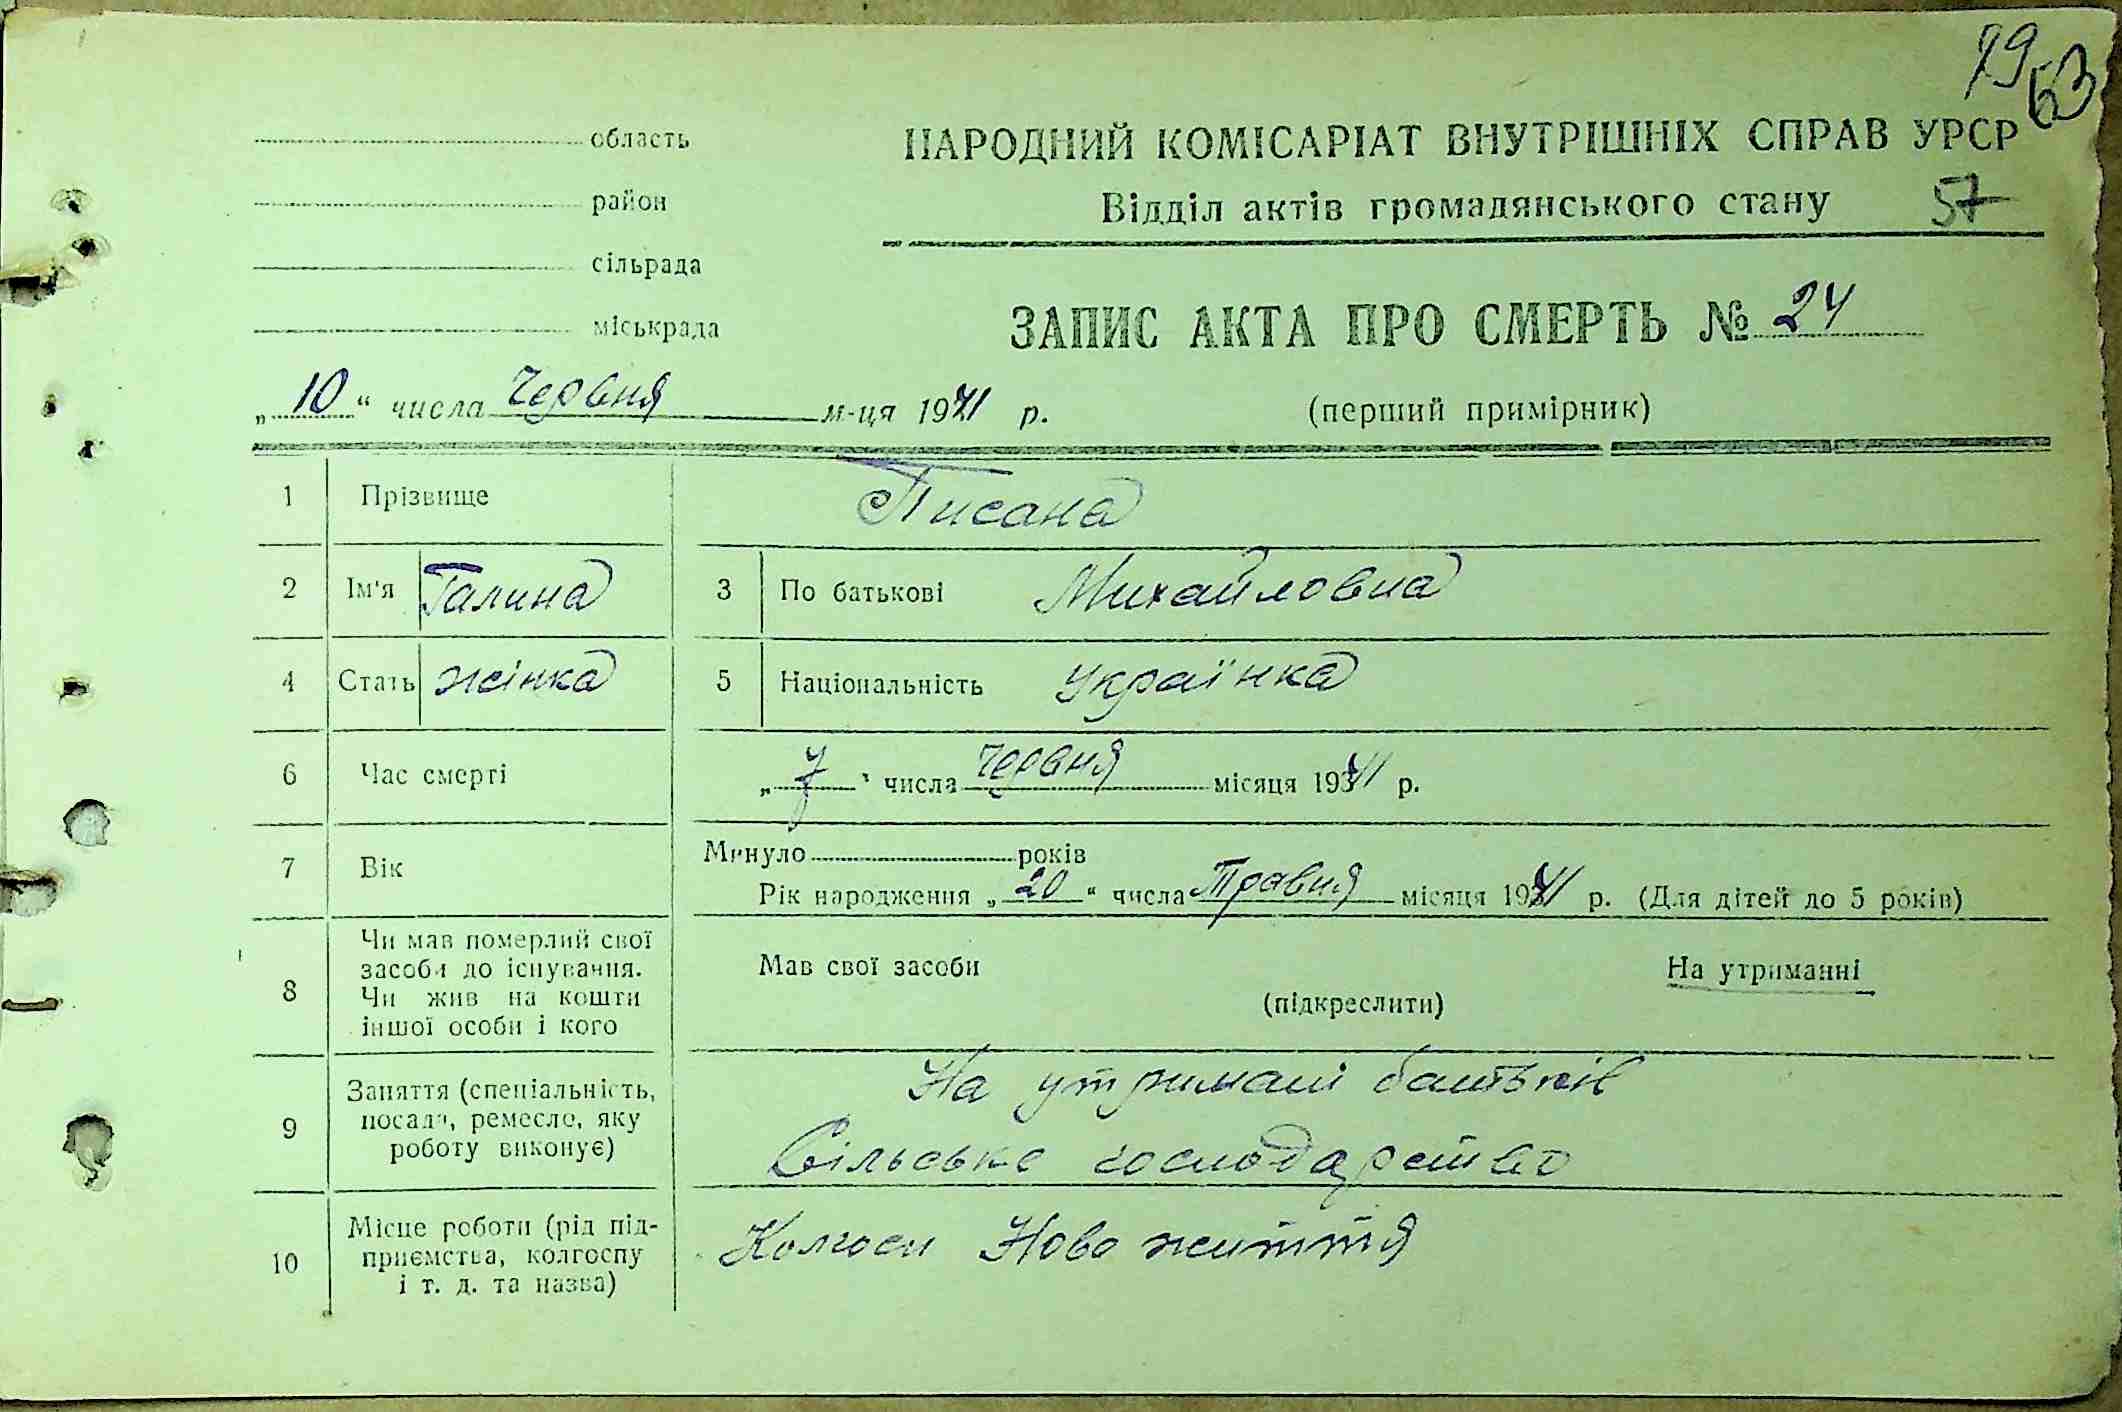 79
63
область
район
сільрада
міськрада
НАРОДНИЙ КОМІСАРІАТ ВНУТРІШНІХ СПРАВ УРСР
Відділ актів громадянського стану 57
ЗАПИС АКТА ПРО СМЕРТЬ № 24
„10“ числа Червня м-ця 1941 р. (перший примірник)
1 Прізвище Писана
2 Ім'я Галина 3 По батькові Михайловна
4 Стать жінка 5 Національність Українка
6 Час смерті „7“ числа червня місяця 1941 р.
7 Вік Минуло років
Рік народження „20“ числа Травня місяця 1941 р. (Для дітей до 5 років)
8 Чи мав померлий свої
засоби до існування.
Чи жив на кошти
іншої особи і кого
Мав свої засоби На утриманні
(підкреслити)
9 Заняття (спеціальність,
посада, ремесло, яку
роботу виконує)
На утримані батьків
Сільське господарство
10 Місце роботи (рід під-
приємства, колгоспу
і т. д. та назва)
Колгосп Ново життя